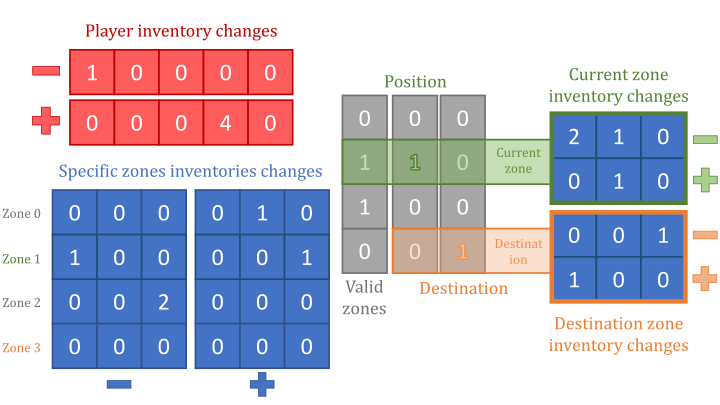 Player inventory changes
1 0 0 0 0
0 0 0 4 0
Specific zones inventories changes
Zone 0 0 0 0 0 1 0
Zone 1 1 0 0 0 0 1
Zone 2 0 0 2 0 0 0
Zone 3 0 0 0 0 0 0
Position
0 0 0
1 1 0 Current
zone
1 0 0
0 0 1 Destinat
ion
Valid
zones
Destination
Current zone
inventory changes
2 1 0
0 1 0
0 0 1
1 0 0
Destination zone
inventory changes